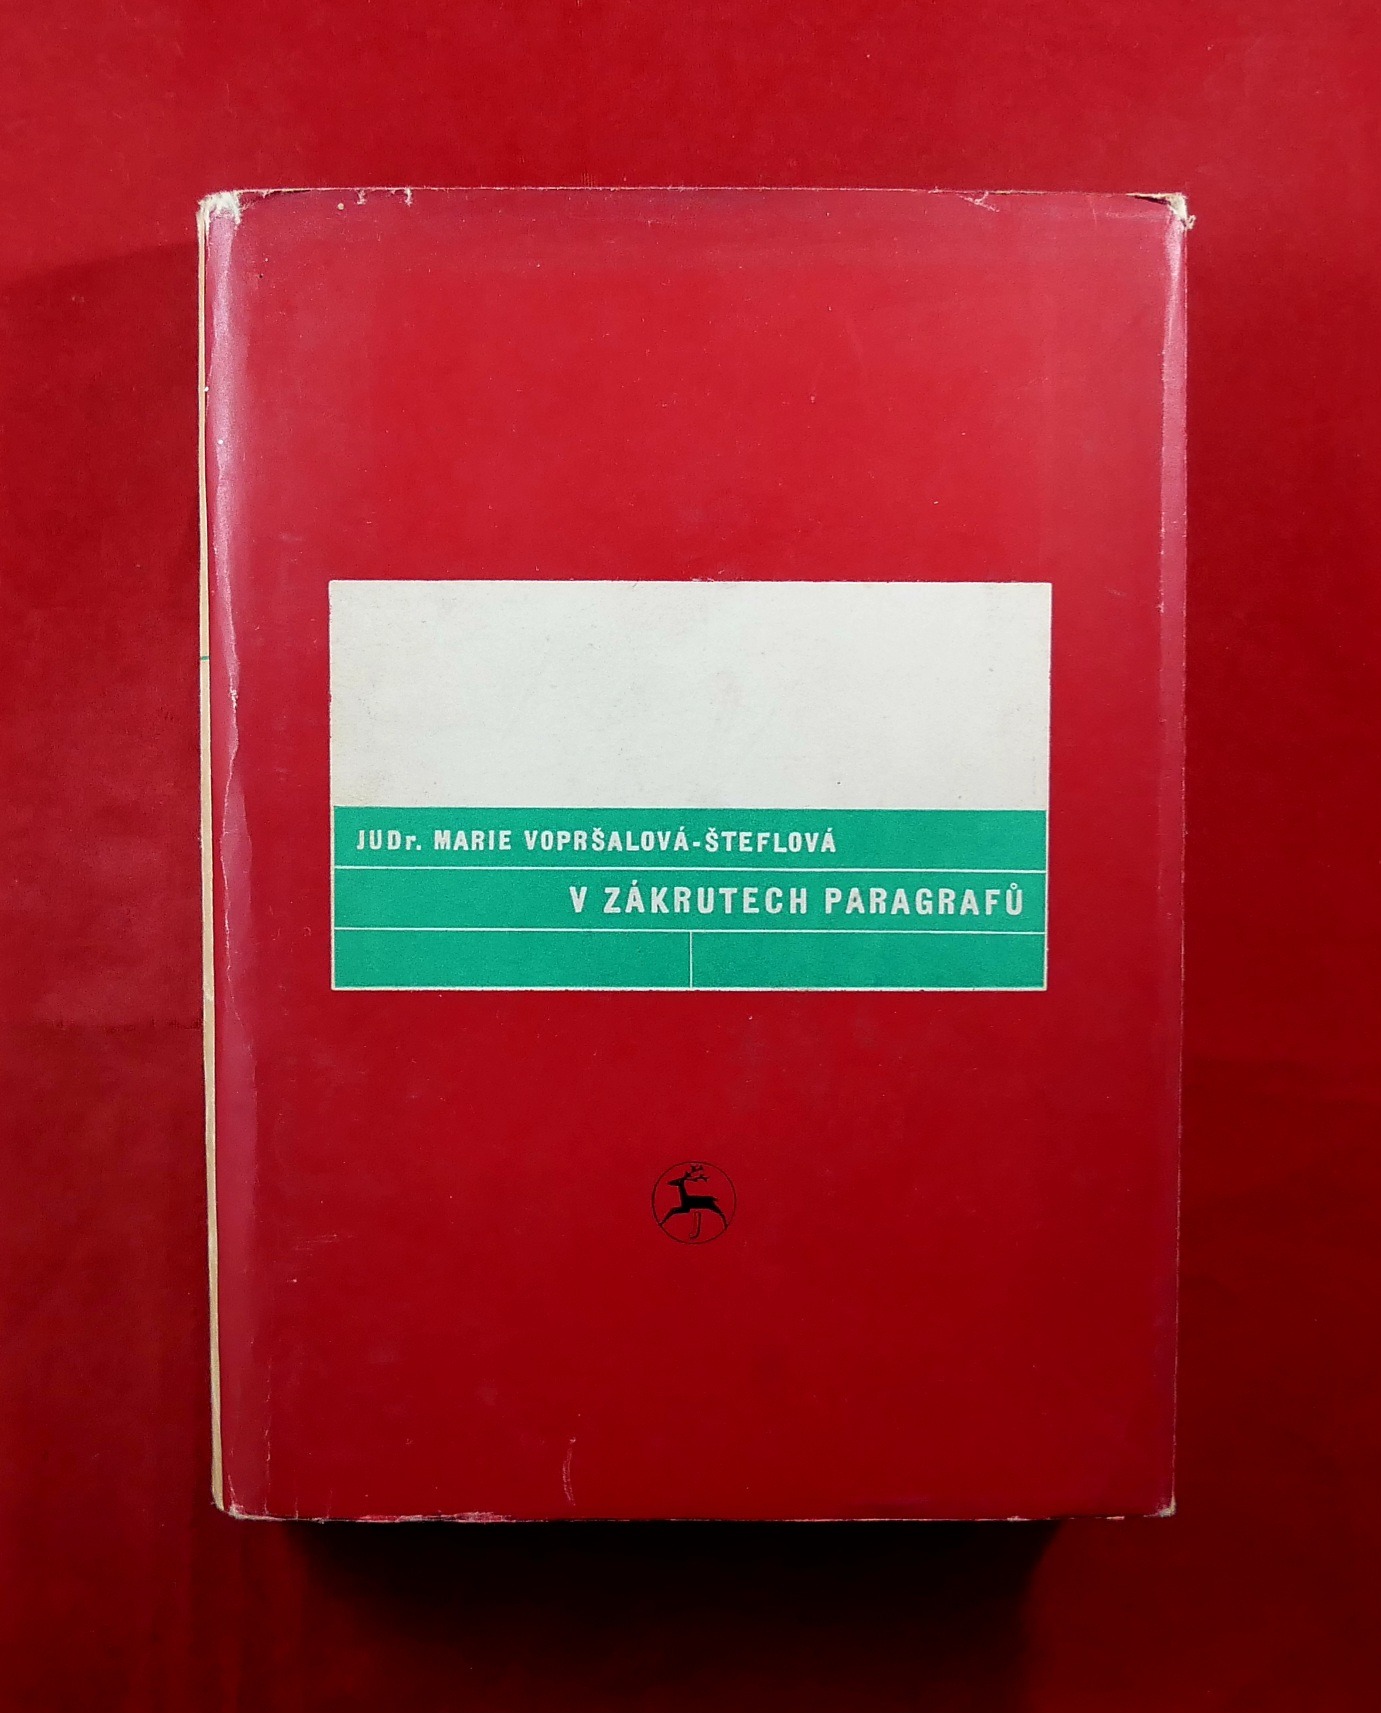 JUDr. MARIE VOPRŠALOVÁ-ŠTEFLOVÁ
V ZÁKRUTECH PARAGRAFŮ
J